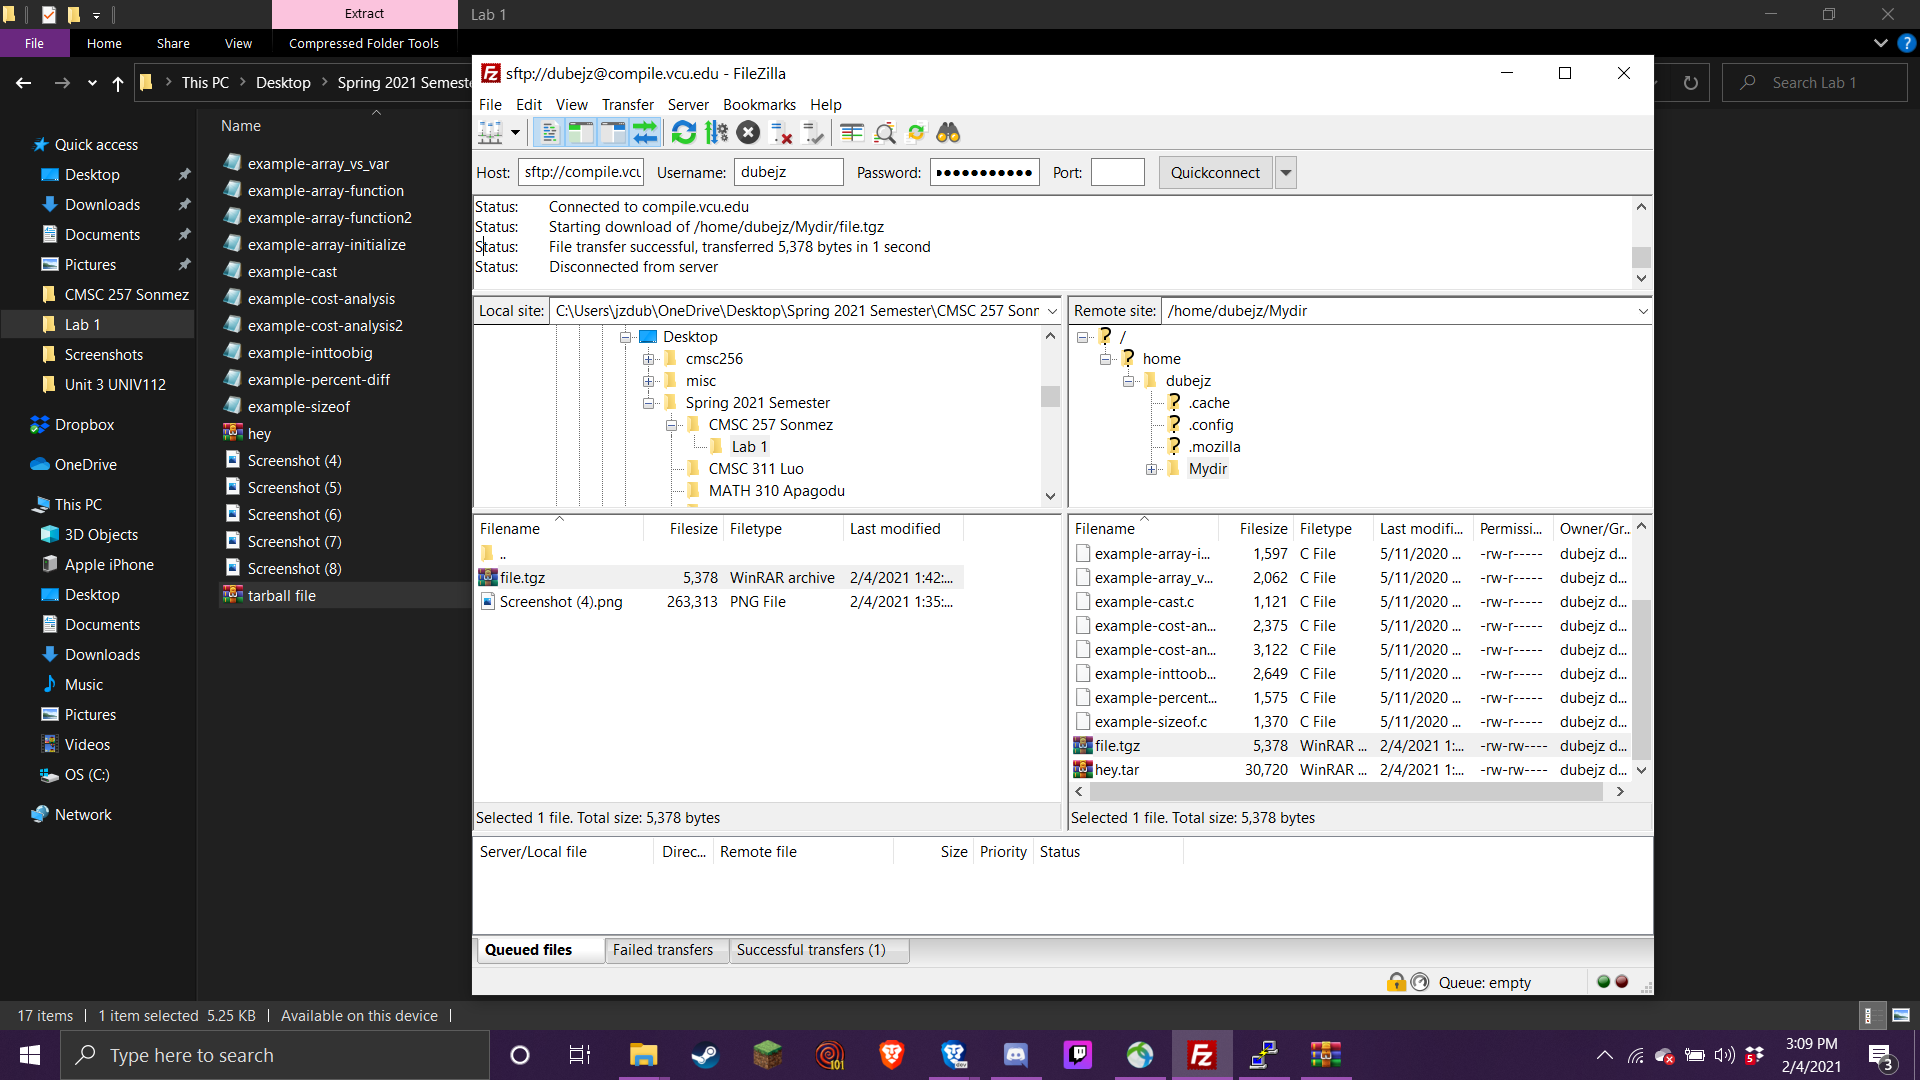 Extract
Lab 1
File
Home
Share
View
Compressed Folder Tools
?
This PC
Desktop
Spring 2021 Semeste
Search Lab 1
Name
Quick access
Desktop
Downloads
Documents
Pictures
CMSC 257 Sonmez
Lab 1
Screenshots
Unit 3 UNIV112
Dropbox
OneDrive
This PC
3D Objects
Apple iPhone
Desktop
Documents
Downloads
Music
Pictures
Videos
OS (C:)
Network
example-array_vs_var
example-array-function
example-array-function2
example-array-initialize
example-cast
example-cost-analysis
example-cost-analysis2
example-inttoobig
example-percent-diff
example-sizeof
hey
Screenshot (4)
Screenshot (5)
Screenshot (6)
Screenshot (7)
Screenshot (8)
tarball file
sftp://dubejz@compile.vcu.edu - FileZilla
File Edit View Transfer Server Bookmarks Help
Host: sftp://compile.vcu Username: dubejz Password: ●●●●●●●●●●●● Port: Quickconnect
Status: Connected to compile.vcu.edu
Status: Starting download of /home/dubejz/Mydir/file.tgz
Status: File transfer successful, transferred 5,378 bytes in 1 second
Status: Disconnected from server
Local site: C:\Users\jzdub\OneDrive\Desktop\Spring 2021 Semester\CMSC 257 Sonr
Desktop
cmsc256
misc
Spring 2021 Semester
CMSC 257 Sonmez
Lab 1
CMSC 311 Luo
MATH 310 Apagodu
Remote site: /home/dubejz/Mydir
/
home
dubejz
.cache
.config
.mozilla
Mydir
Filename Filesize Filetype Last modified
..
file.tgz 5,378 WinRAR archive 2/4/2021 1:42:...
Screenshot (4).png 263,313 PNG File 2/4/2021 1:35:...
Selected 1 file. Total size: 5,378 bytes
Filename Filesize Filetype Last modifi... Permissi... Owner/Gr...
example-array-i... 1,597 C File 5/11/2020 ... -rw-r----- dubejz d...
example-array_v... 2,062 C File 5/11/2020 ... -rw-r----- dubejz d...
example-cast.c 1,121 C File 5/11/2020 ... -rw-r----- dubejz d...
example-cost-an... 2,375 C File 5/11/2020 ... -rw-r----- dubejz d...
example-cost-an... 3,122 C File 5/11/2020 ... -rw-r----- dubejz d...
example-inttoob... 2,649 C File 5/11/2020 ... -rw-r----- dubejz d...
example-percent... 1,575 C File 5/11/2020 ... -rw-r----- dubejz d...
example-sizeof.c 1,370 C File 5/11/2020 ... -rw-r----- dubejz d...
file.tgz 5,378 WinRAR ... 2/4/2021 1:... -rw-rw---- dubejz d...
hey.tar 30,720 WinRAR ... 2/4/2021 1:... -rw-rw---- dubejz d...
Selected 1 file. Total size: 5,378 bytes
Server/Local file Direc... Remote file Size Priority Status
Queued files Failed transfers Successful transfers (1)
Queue: empty
17 items 1 item selected 5.25 KB Available on this device
Type here to search
101
dev
5
3:09 PM
2/4/2021
3